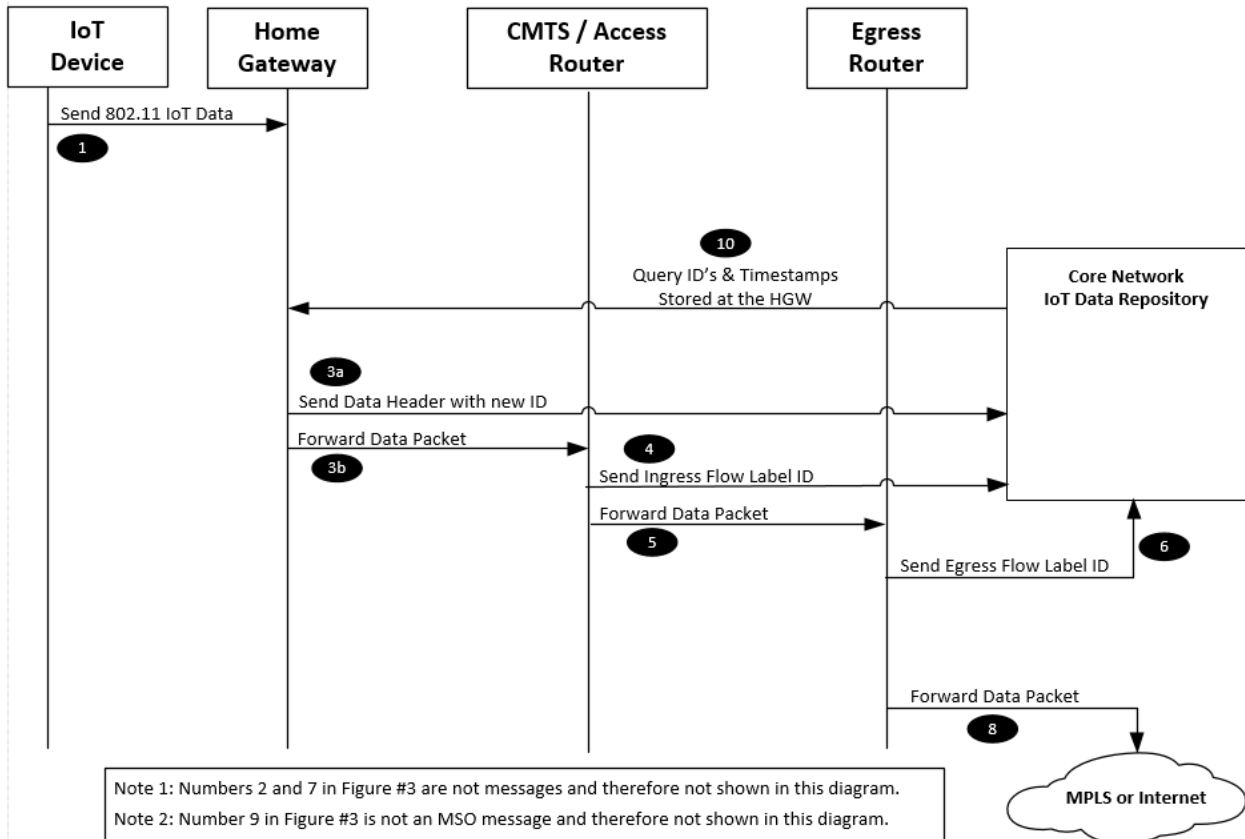 IoT
Device
Home
Gateway
CMTS / Access
Router
Egress
Router
Send 802.11 IoT Data
1
10
Query ID's & Timestamps
Stored at the HGW
Core Network
IoT Data Repository
3a
Send Data Header with new ID
Forward Data Packet
3b
4
Send Ingress Flow Label ID
Forward Data Packet
5
6
Send Egress Flow Label ID
Forward Data Packet
8
MPLS or Internet
Note 1: Numbers 2 and 7 in Figure #3 are not messages and therefore not shown in this diagram.
Note 2: Number 9 in Figure #3 is not an MSO message and therefore not shown in this diagram.